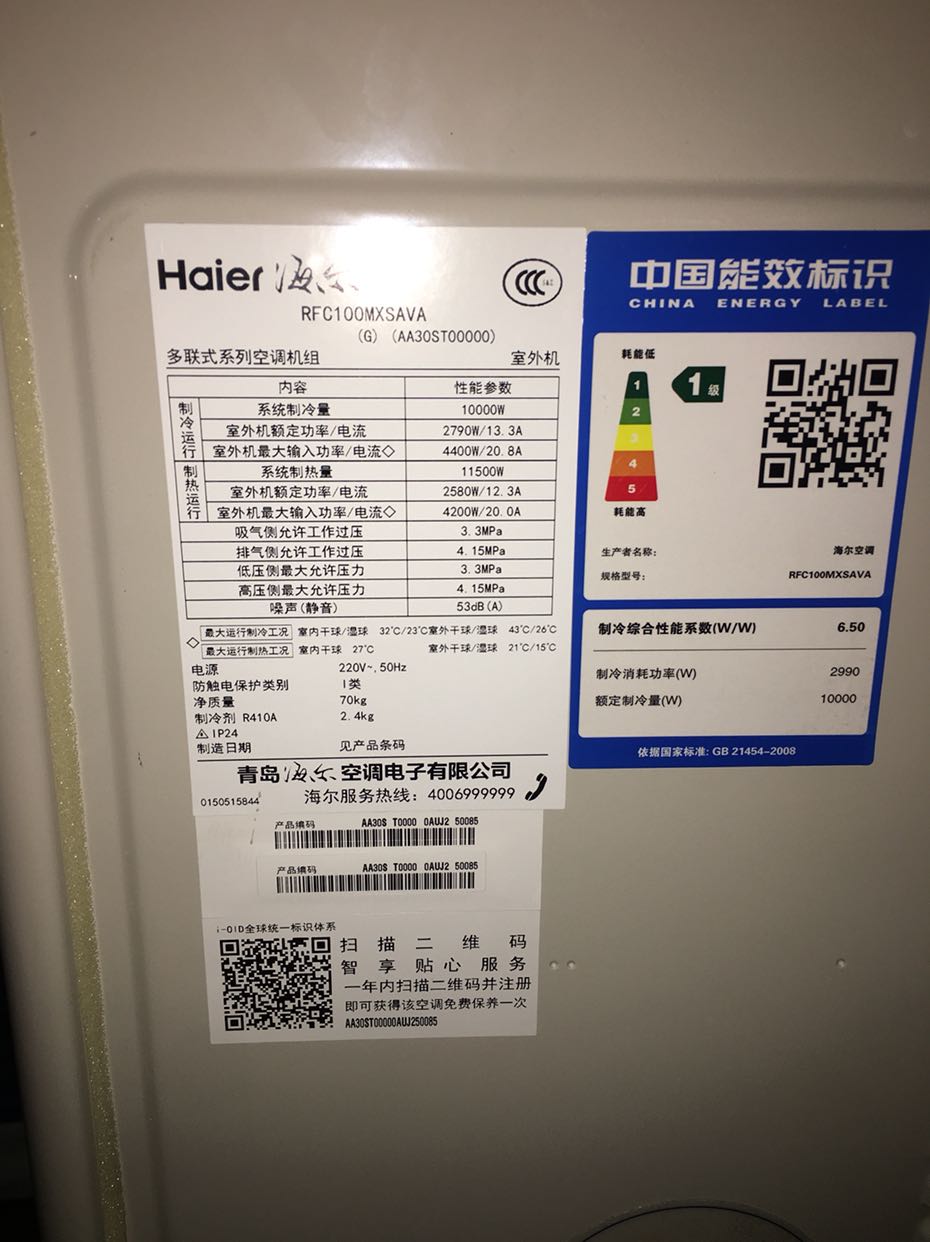 Haier 海尔
RFC100MXSAVA
(G) (AA30ST00000)
多联式系列空调机组 室外机
内容 性能参数
制冷运行
系统制冷量 10000W
室外机额定功率/电流 2790W/13.3A
室外机最大输入功率/电流◇ 4400W/20.8A
制热运行
系统制热量 11500W
室外机额定功率/电流 2580W/12.3A
室外机最大输入功率/电流◇ 4200W/20.0A
吸气侧允许工作过压 3.3MPa
排气侧允许工作过压 4.15MPa
低压侧最大允许压力 3.3MPa
高压侧最大允许压力 4.15MPa
噪声(静音) 53dB(A)
◇ 最大运行制冷工况 室内干球/湿球 32℃/23℃ 室外干球/湿球 43℃/26℃
最大运行制热工况 室内干球 27℃ 室外干球/湿球 21℃/15℃
电源 220V~,50Hz
防触电保护类别 I类
净质量 70kg
制冷剂 R410A 2.4kg
IP24
制造日期 见产品条码
青岛海尔空调电子有限公司
0150515844 海尔服务热线：4006999999
产品编码 AA30S T0000 0AUJ2 50085
产品编码 AA30S T0000 0AUJ2 50085
i-OID全球统一标识体系
扫描二维码
智享贴心服务
一年内扫描二维码并注册
即可获得该空调免费保养一次
AA30ST00000AUJ250085
中国能效标识
CHINA ENERGY LABEL
耗能低
1
2
3
4
5
1级
耗能高
生产者名称： 海尔空调
规格型号： RFC100MXSAVA
制冷综合性能系数(W/W) 6.50
制冷消耗功率(W) 2990
额定制冷量(W) 10000
依据国家标准: GB 21454-2008